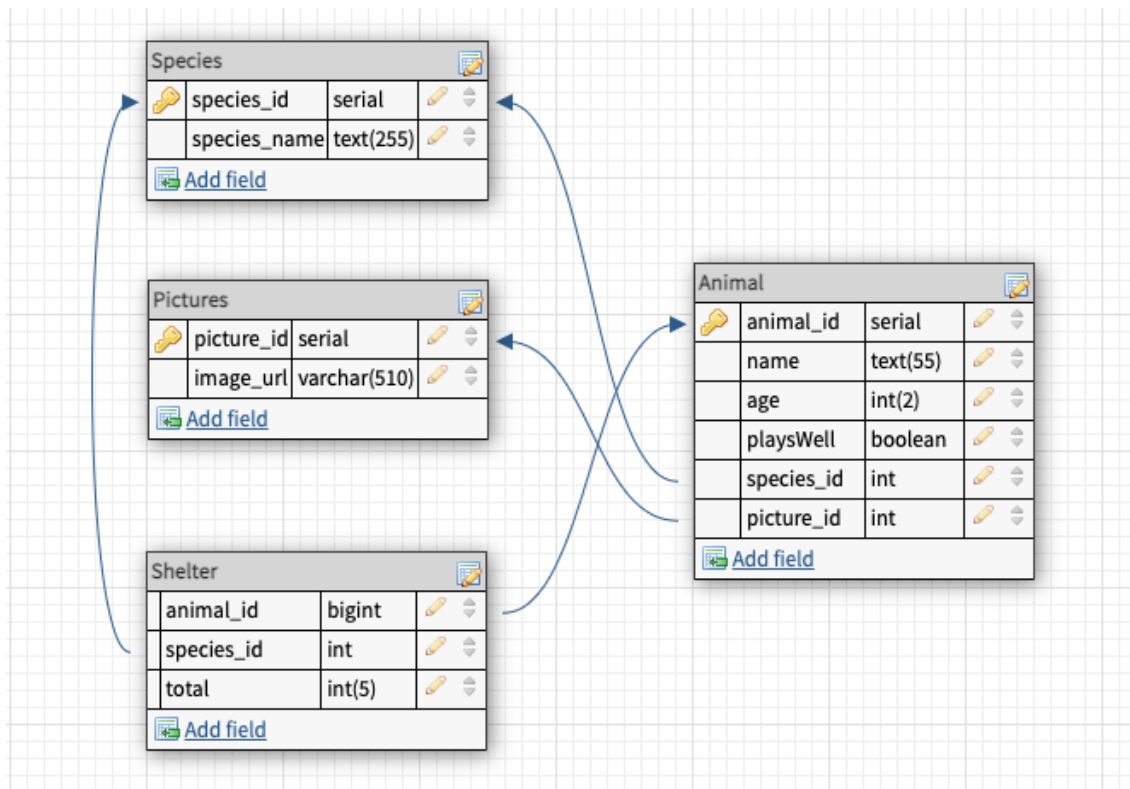 Species
species_id serial
species_name text(255)
Add field
Pictures
picture_id serial
image_url varchar(510)
Add field
Shelter
animal_id bigint
species_id int
total int(5)
Add field
Animal
animal_id serial
name text(55)
age int(2)
playsWell boolean
species_id int
picture_id int
Add field